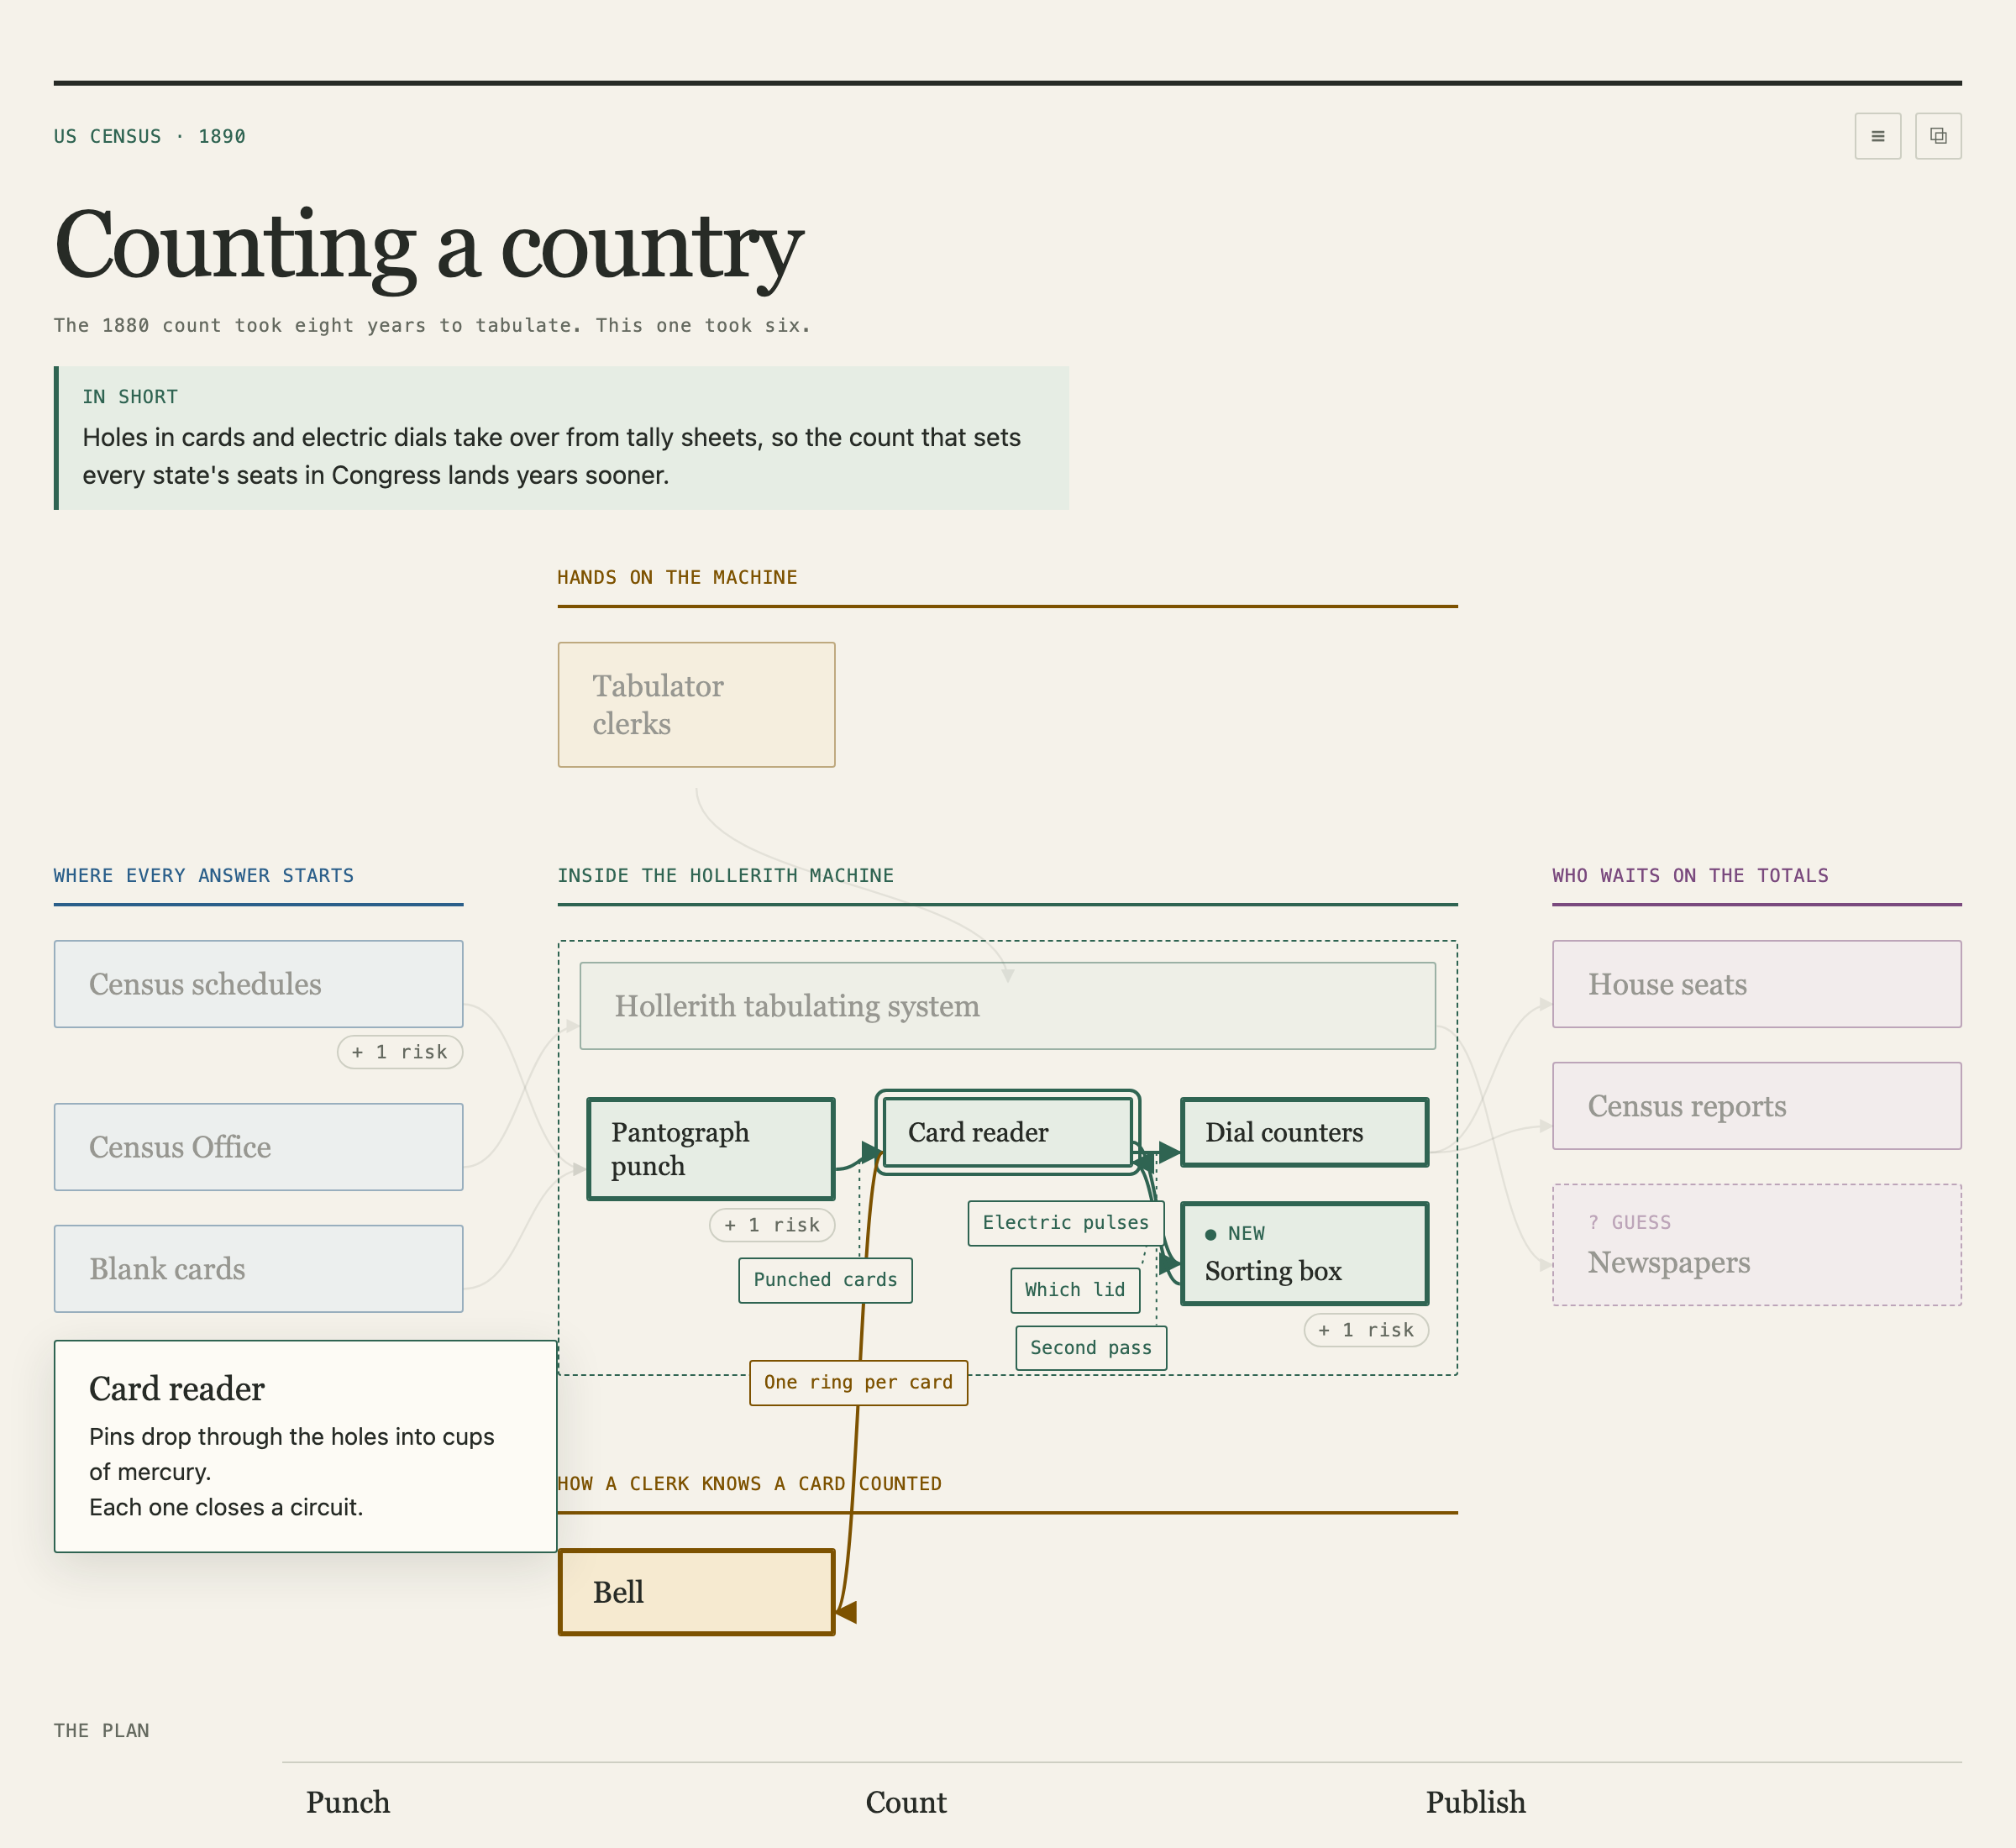 US CENSUS · 1890
Counting a country
The 1880 count took eight years to tabulate. This one took six.
IN SHORT
Holes in cards and electric dials take over from tally sheets, so the count that sets
every state's seats in Congress lands years sooner.
HANDS ON THE MACHINE
Tabulator
clerks
WHERE EVERY ANSWER STARTS
Census schedules
+ 1 risk
Census Office
Blank cards
INSIDE THE HOLLERITH MACHINE
Hollerith tabulating system
Pantograph
punch
+ 1 risk
Card reader
Dial counters
Electric pulses
● NEW
Sorting box
+ 1 risk
Punched cards
Which lid
Second pass
One ring per card
WHO WAITS ON THE TOTALS
House seats
Census reports
? GUESS
Newspapers
Card reader
Pins drop through the holes into cups
of mercury.
Each one closes a circuit.
HOW A CLERK KNOWS A CARD COUNTED
Bell
THE PLAN
Punch
Count
Publish